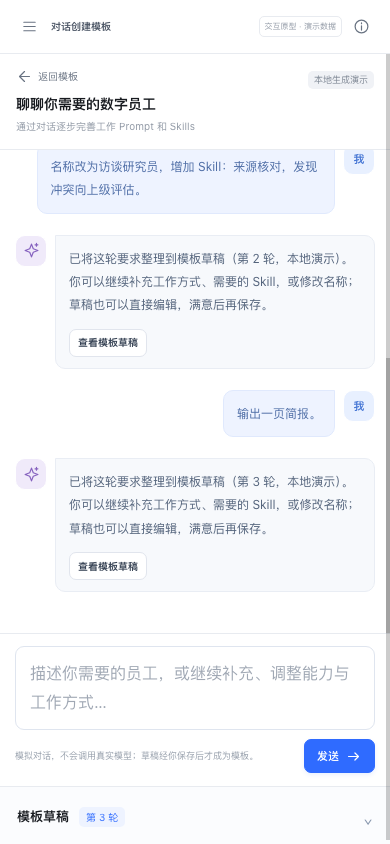 对话创建模板
交互原型 · 演示数据
返回模板
本地生成演示
聊聊你需要的数字员工
通过对话逐步完善工作 Prompt 和 Skills
名称改为访谈研究员，增加 Skill：来源核对，发现
冲突向上级评估。
我
已将这轮要求整理到模板草稿（第 2 轮，本地演示）。
你可以继续补充工作方式、需要的 Skill，或修改名称；
草稿也可以直接编辑，满意后再保存。
查看模板草稿
输出一页简报。
我
已将这轮要求整理到模板草稿（第 3 轮，本地演示）。
你可以继续补充工作方式、需要的 Skill，或修改名称；
草稿也可以直接编辑，满意后再保存。
查看模板草稿
描述你需要的员工，或继续补充、调整能力与
工作方式...
模拟对话，不会调用真实模型；草稿经你保存后才成为模板。
发送
模板草稿
第 3 轮